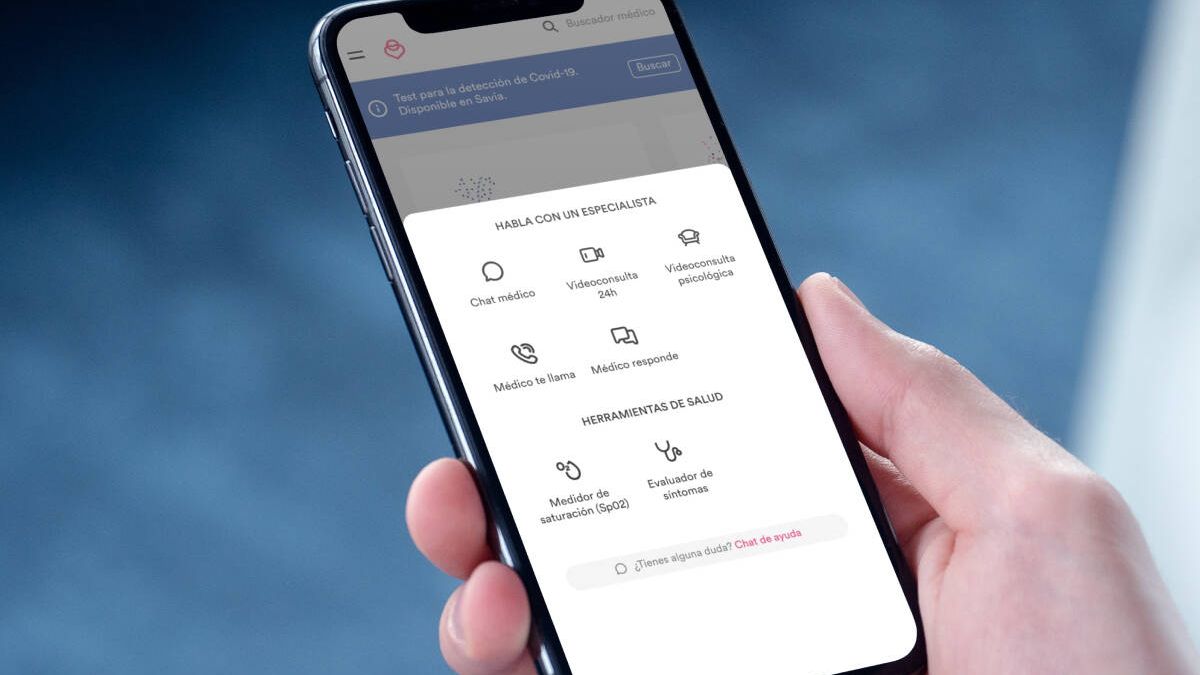 Buscador médico
Test para la detección de Covid-19.
Disponible en Savia.
Buscar
HABLA CON UN ESPECIALISTA
Chat médico
Videoconsulta
24h
Videoconsulta
psicológica
Médico te llama
Médico responde
HERRAMIENTAS DE SALUD
Medidor de
saturación (Sp02)
Evaluador de
síntomas
¿Tienes alguna duda? Chat de ayuda